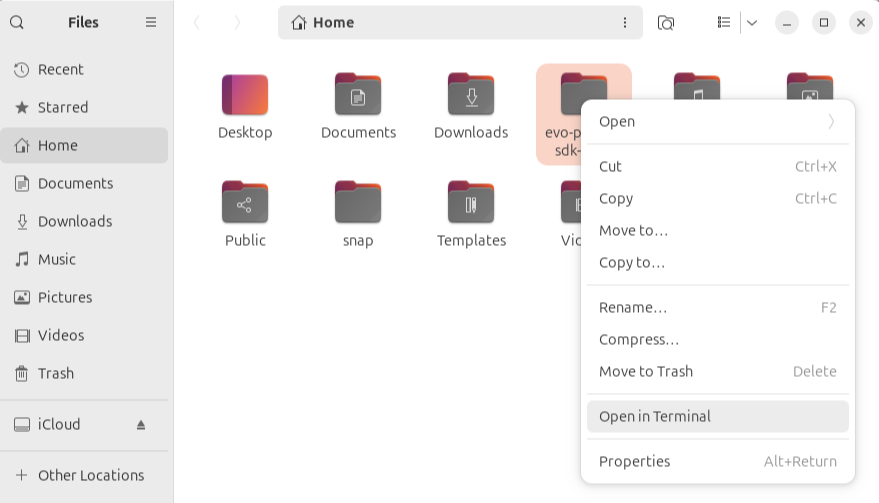 Files
Home
Recent
Starred
Home
Documents
Downloads
Music
Pictures
Videos
Trash
iCloud
Other Locations
Desktop
Documents
Downloads
evo-p
sdk-
Public
snap
Templates
Vic
Open
Cut Ctrl+X
Copy Ctrl+C
Move to…
Copy to…
Rename… F2
Compress…
Move to Trash Delete
Open in Terminal
Properties Alt+Return